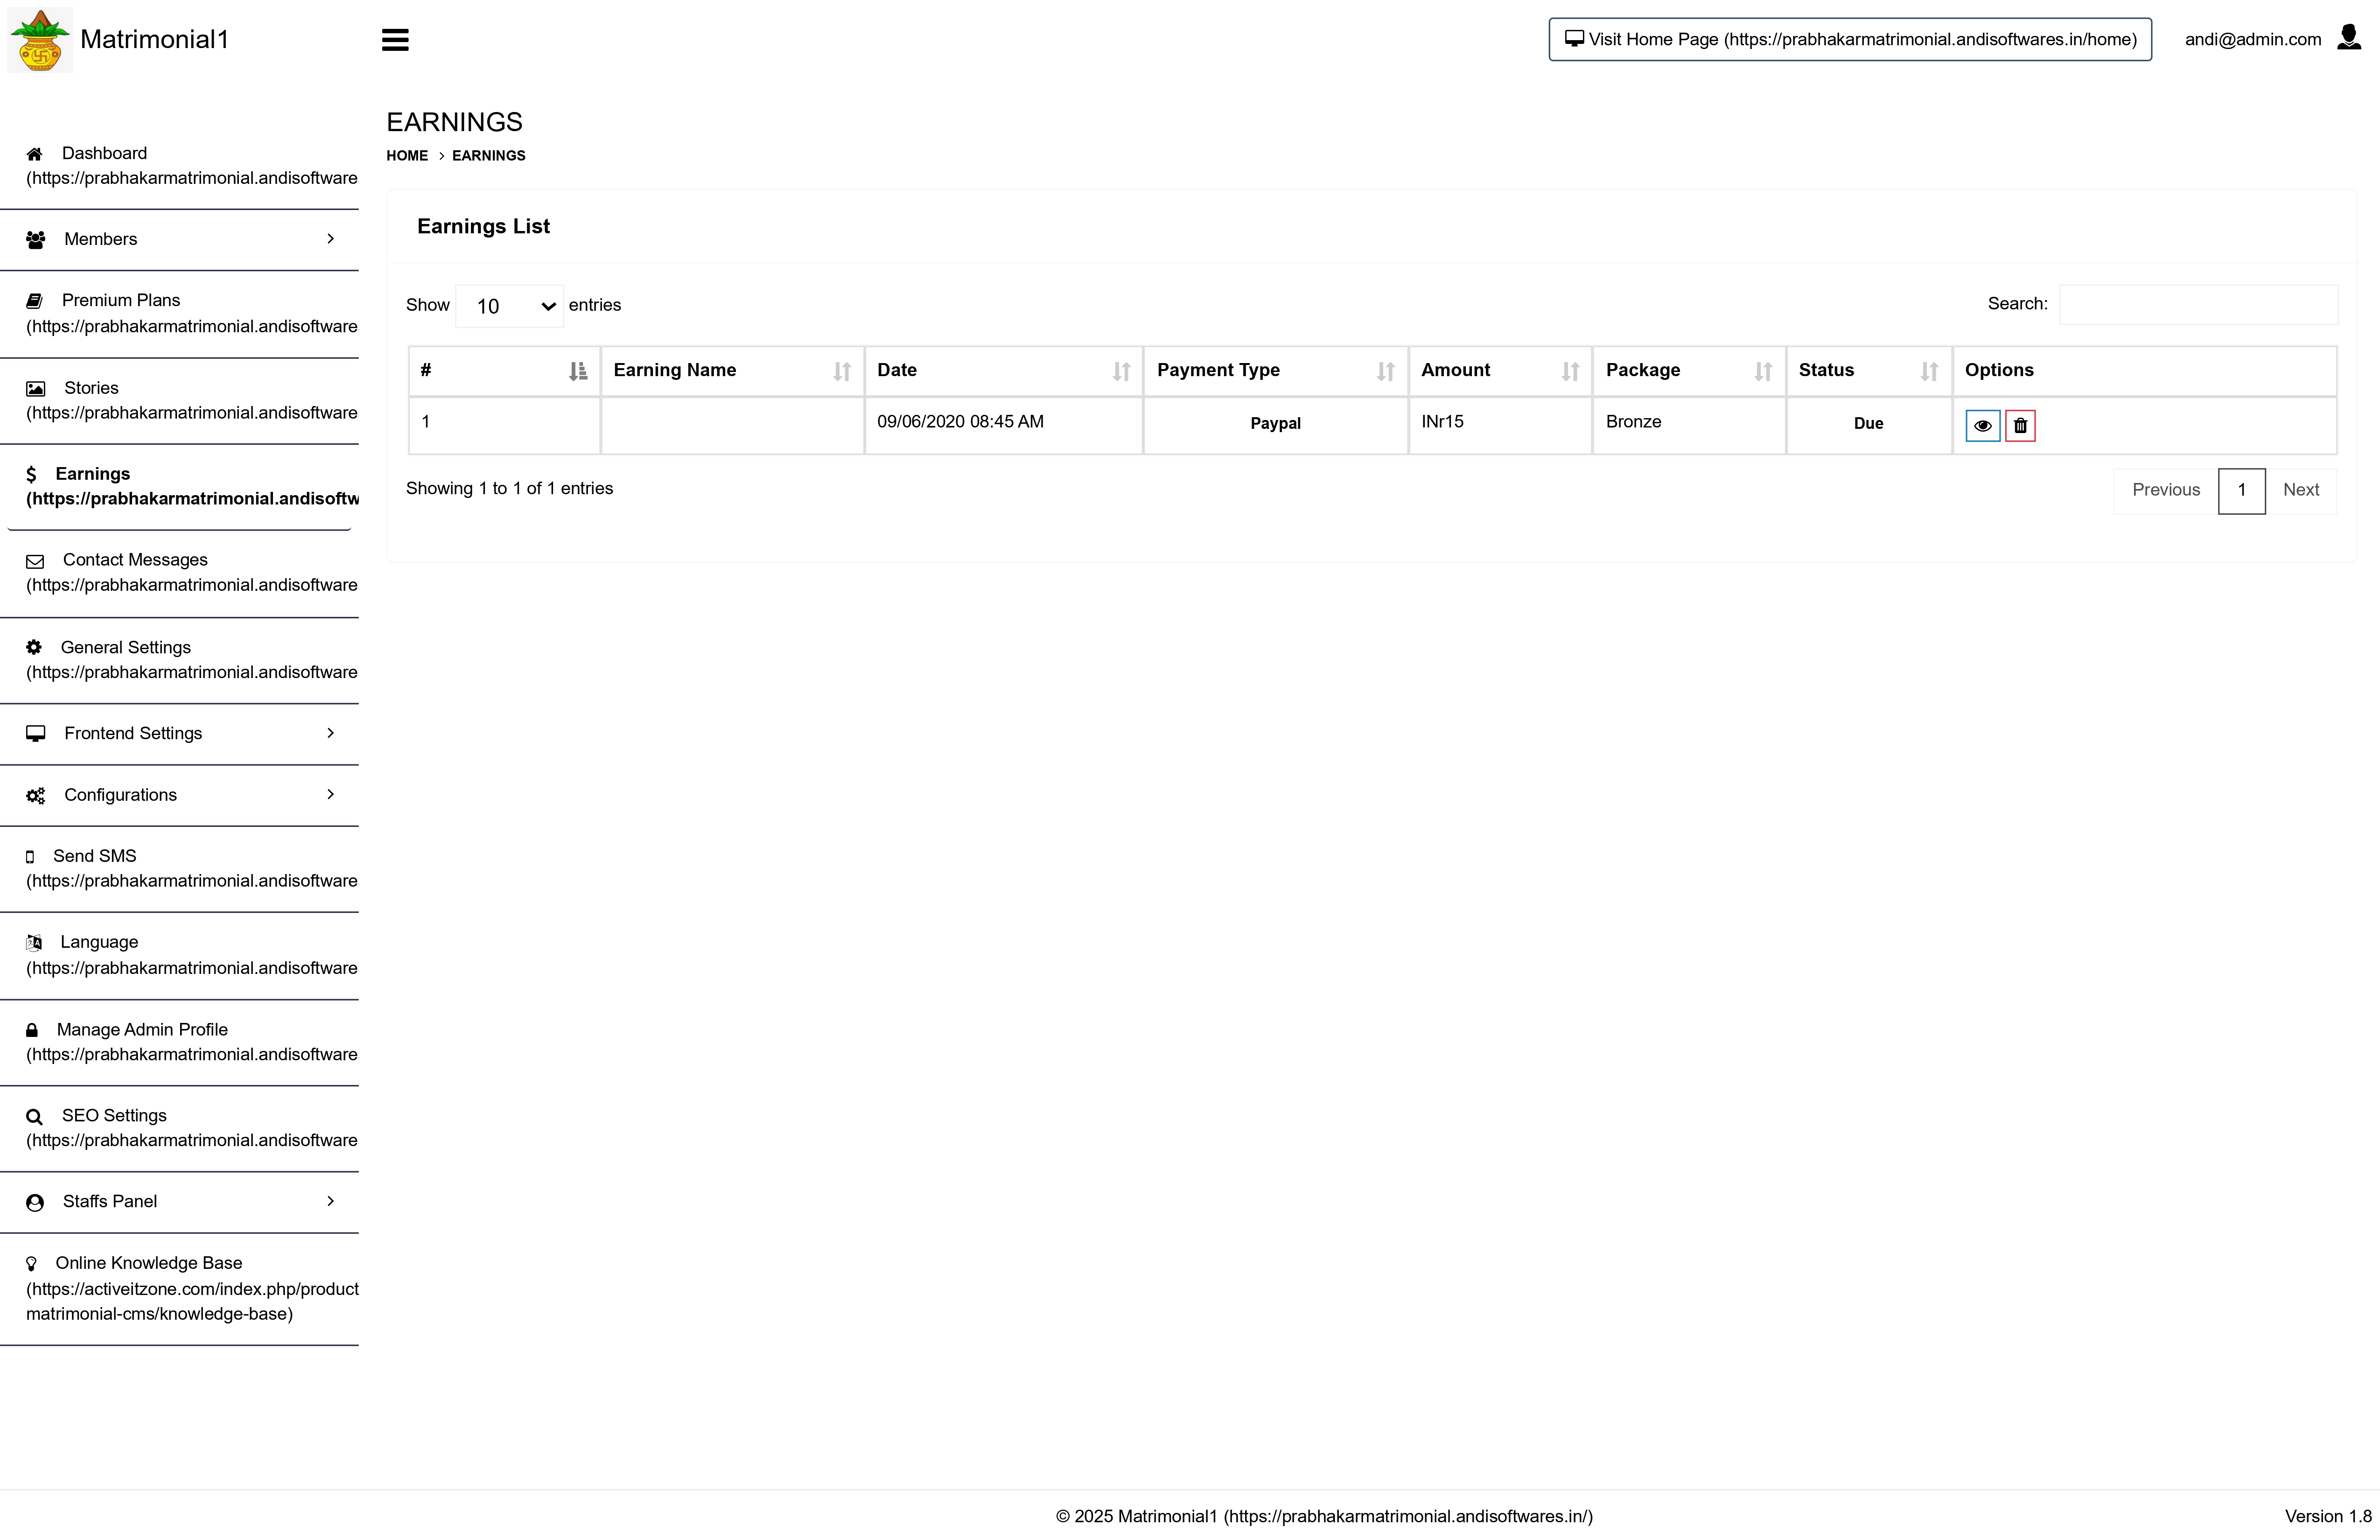 Matrimonial1
Visit Home Page (https://prabhakarmatrimonial.andisoftwares.in/home)
andi@admin.com
Dashboard
(https://prabhakarmatrimonial.andisoftware
Members
Premium Plans
(https://prabhakarmatrimonial.andisoftware
Stories
(https://prabhakarmatrimonial.andisoftware
Earnings
(https://prabhakarmatrimonial.andisoftw
Contact Messages
(https://prabhakarmatrimonial.andisoftware
General Settings
(https://prabhakarmatrimonial.andisoftware
Frontend Settings
Configurations
Send SMS
(https://prabhakarmatrimonial.andisoftware
Language
(https://prabhakarmatrimonial.andisoftware
Manage Admin Profile
(https://prabhakarmatrimonial.andisoftware
SEO Settings
(https://prabhakarmatrimonial.andisoftware
Staffs Panel
Online Knowledge Base
(https://activeitzone.com/index.php/product
matrimonial-cms/knowledge-base)
EARNINGS
HOME > EARNINGS
Earnings List
Show 10 entries
Search:
# Earning Name Date Payment Type Amount Package Status Options
1 09/06/2020 08:45 AM Paypal INr15 Bronze Due
Showing 1 to 1 of 1 entries
Previous 1 Next
© 2025 Matrimonial1 (https://prabhakarmatrimonial.andisoftwares.in/)
Version 1.8